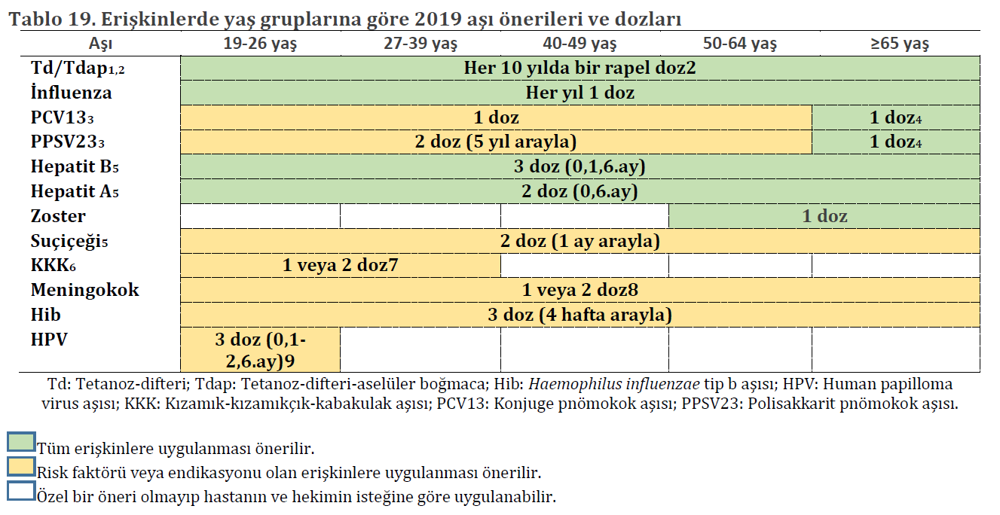 Tablo 19. Erişkinlerde yaş gruplarına göre 2019 aşı önerileri ve dozları
Aşı 19-26 yaş 27-39 yaş 40-49 yaş 50-64 yaş ≥65 yaş
Td/Tdap1,2 Her 10 yılda bir rapel doz2
İnfluenza Her yıl 1 doz
PCV133 1 doz 1 doz4
PPSV233 2 doz (5 yıl arayla) 1 doz4
Hepatit B5 3 doz (0,1,6.ay)
Hepatit A5 2 doz (0,6.ay)
Zoster 1 doz
Suçiçeği5 2 doz (1 ay arayla)
KKK6 1 veya 2 doz7
Meningokok 1 veya 2 doz8
Hib 3 doz (4 hafta arayla)
HPV 3 doz (0,1-
2,6.ay)9
Td: Tetanoz-difteri; Tdap: Tetanoz-difteri-aselüler boğmaca; Hib: Haemophilus influenzae tip b aşısı; HPV: Human papilloma
virus aşısı; KKK: Kızamık-kızamıkçık-kabakulak aşısı; PCV13: Konjuge pnömokok aşısı; PPSV23: Polisakkarit pnömokok aşısı.
Tüm erişkinlere uygulanması önerilir.
Risk faktörü veya endikasyonu olan erişkinlere uygulanması önerilir.
Özel bir öneri olmayıp hastanın ve hekimin isteğine göre uygulanabilir.